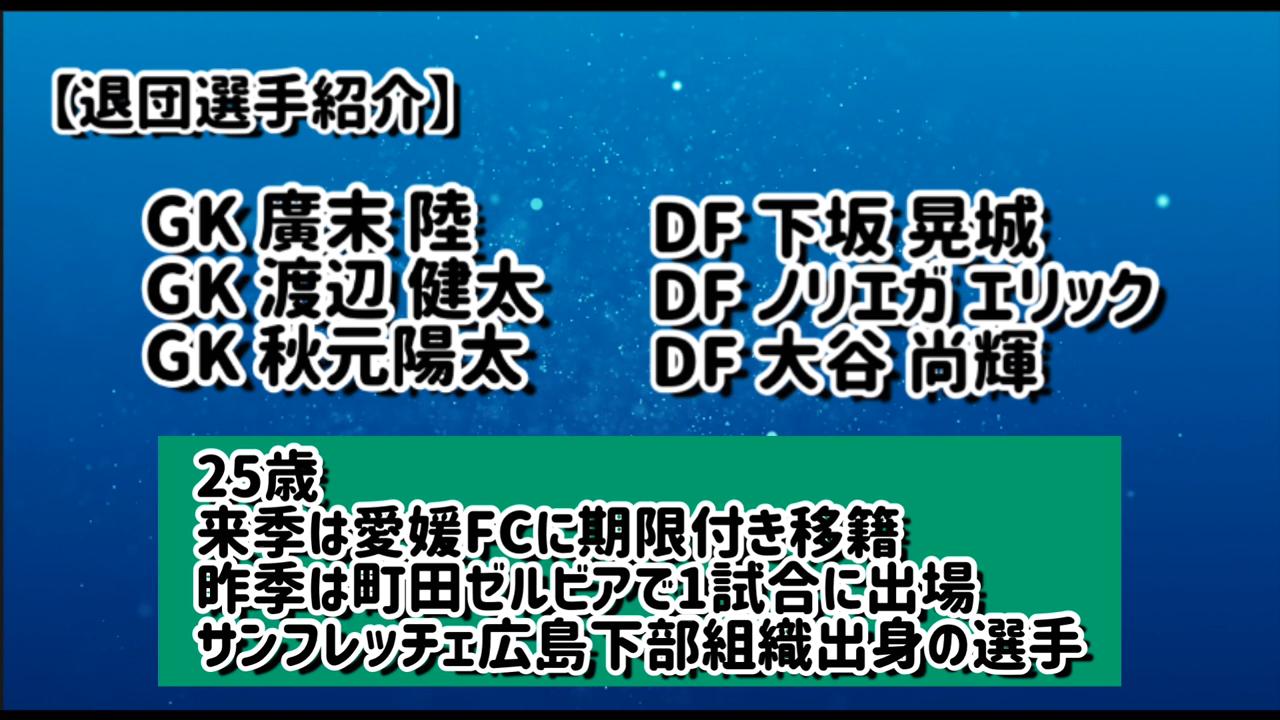 【退団選手紹介】
GK 廣末 陸
GK 渡辺 健太
GK 秋元陽太
DF 下坂 晃城
DF ノリエガ エリック
DF 大谷 尚輝
25歳
来季は愛媛FCに期限付き移籍
昨季は町田ゼルビアで1試合に出場
サンフレッチェ広島下部組織出身の選手